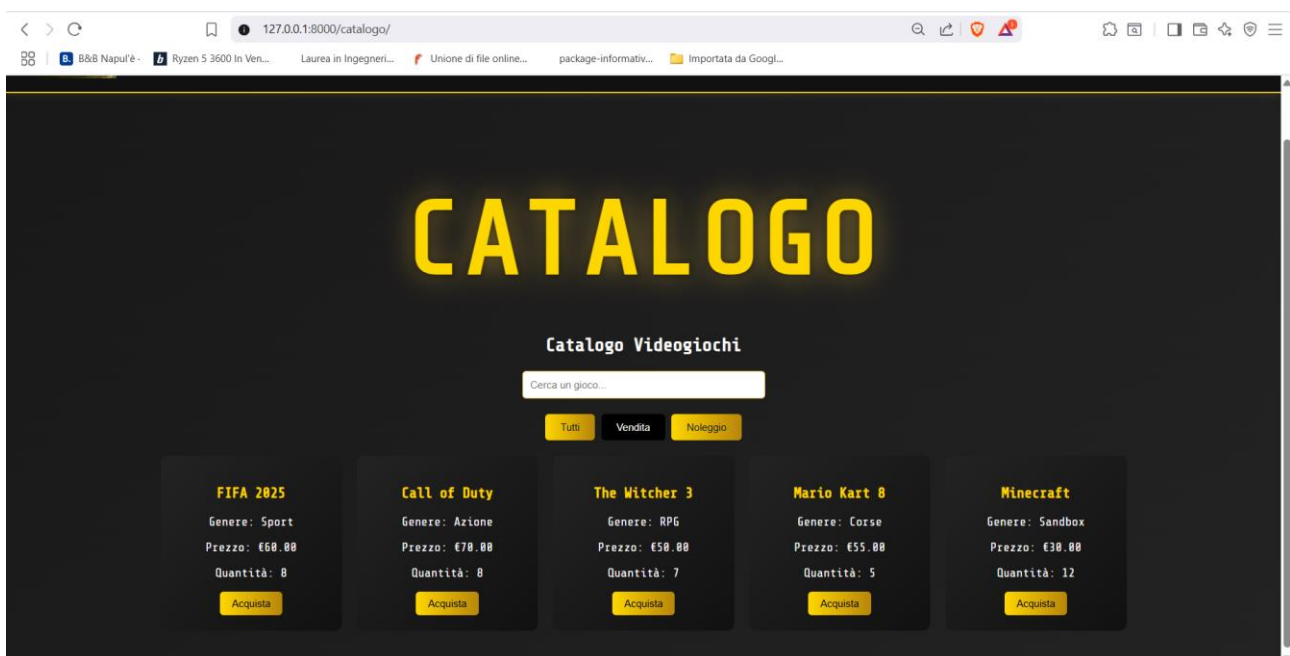 127.0.0.1:8000/catalogo/
B&B Napul'è - Ryzen 5 3600 In Ven... Laurea in Ingegneri... Unione di file online... package-informativ... Importata da Googl...
CATALOGO
Catalogo Videogiochi
Cerca un gioco...
Tutti Vendita Noleggio
FIFA 2025 Call of Duty The Witcher 3 Mario Kart 8 Minecraft
Genere: Sport Genere: Azione Genere: RPG Genere: Corse Genere: Sandbox
Prezzo: €60.00 Prezzo: €70.00 Prezzo: €50.00 Prezzo: €55.00 Prezzo: €30.00
Quantità: 8 Quantità: 8 Quantità: 7 Quantità: 5 Quantità: 12
Acquista Acquista Acquista Acquista Acquista